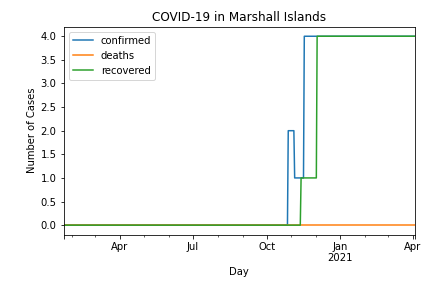 COVID-19 in Marshall Islands
confirmed
deaths
recovered
Number of Cases
4.0
3.5
3.0
2.5
2.0
1.5
1.0
0.5
0.0
Apr
Jul
Oct
Jan
2021
Apr
Day